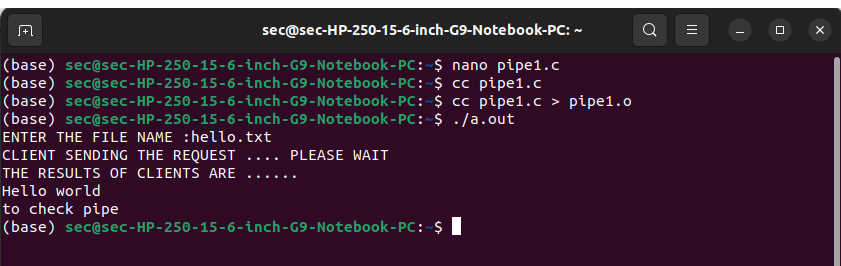 sec@sec-HP-250-15-6-inch-G9-Notebook-PC: ~
(base) sec@sec-HP-250-15-6-inch-G9-Notebook-PC:~$ nano pipe1.c
(base) sec@sec-HP-250-15-6-inch-G9-Notebook-PC:~$ cc pipe1.c
(base) sec@sec-HP-250-15-6-inch-G9-Notebook-PC:~$ cc pipe1.c > pipe1.o
(base) sec@sec-HP-250-15-6-inch-G9-Notebook-PC:~$ ./a.out
ENTER THE FILE NAME :hello.txt
CLIENT SENDING THE REQUEST .... PLEASE WAIT
THE RESULTS OF CLIENTS ARE ......
Hello world
to check pipe
(base) sec@sec-HP-250-15-6-inch-G9-Notebook-PC:~$